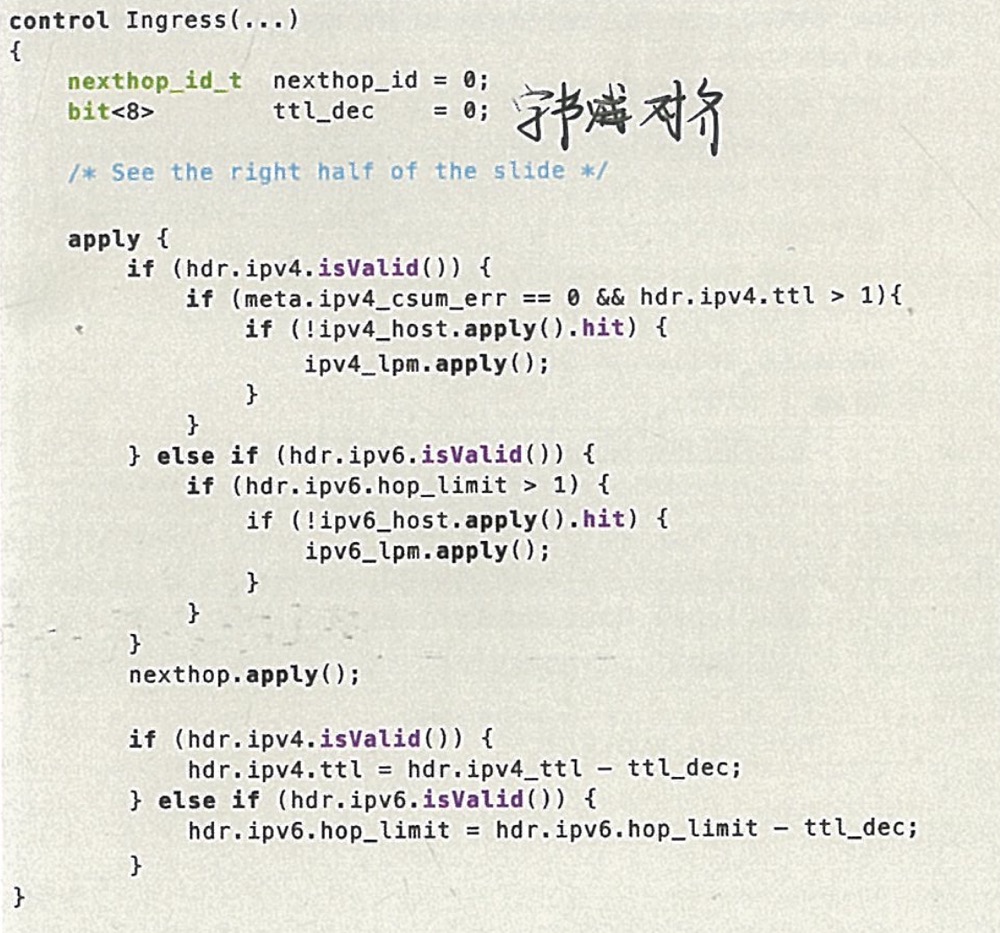 control Ingress(...)
{
    nexthop_id_t  nexthop_id = 0;
    bit<8>        ttl_dec    = 0; 字节 对齐

    /* See the right half of the slide */

    apply {
        if (hdr.ipv4.isValid()) {
            if (meta.ipv4_csum_err == 0 && hdr.ipv4.ttl > 1){
                if (!ipv4_host.apply().hit) {
                    ipv4_lpm.apply();
                }
            }
        } else if (hdr.ipv6.isValid()) {
            if (hdr.ipv6.hop_limit > 1) {
                if (!ipv6_host.apply().hit) {
                    ipv6_lpm.apply();
                }
            }
        }
        nexthop.apply();

        if (hdr.ipv4.isValid()) {
            hdr.ipv4.ttl = hdr.ipv4_ttl – ttl_dec;
        } else if (hdr.ipv6.isValid()) {
            hdr.ipv6.hop_limit = hdr.ipv6.hop_limit – ttl_dec;
        }
}